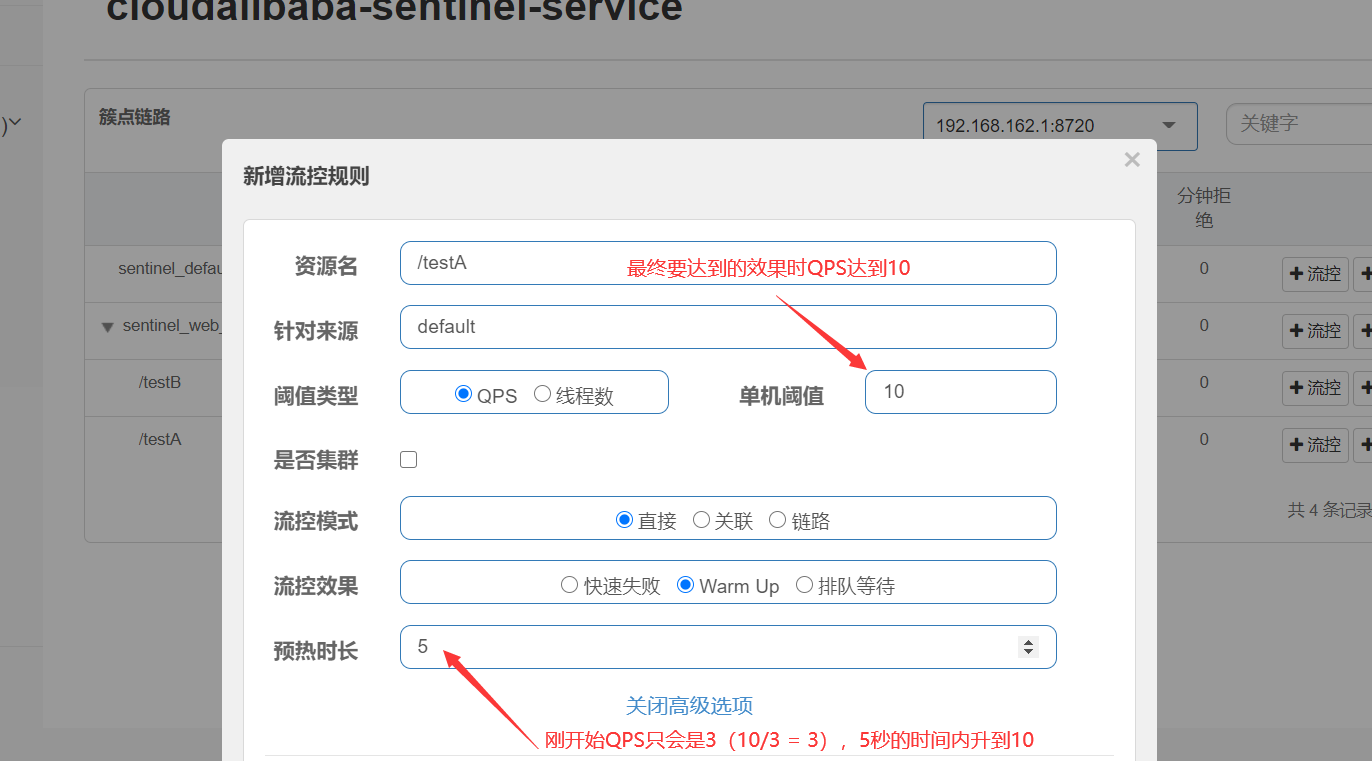 cloudalibaba-sentinel-service
簇点链路
192.168.162.1:8720
关键字
)
新增流控规则
×
分钟拒
绝
资源名
/testA
最终要达到的效果时QPS达到10
sentinel_defau
0
流控
针对来源
default
sentinel_web_
0
流控
阈值类型
QPS 线程数
单机阈值
10
/testB
0
流控
/testA
0
流控
是否集群
流控模式
直接 关联 链路
共 4 条记录
流控效果
快速失败 Warm Up 排队等待
预热时长
5
关闭高级选项
刚开始QPS只会是3（10/3 = 3），5秒的时间内升到10